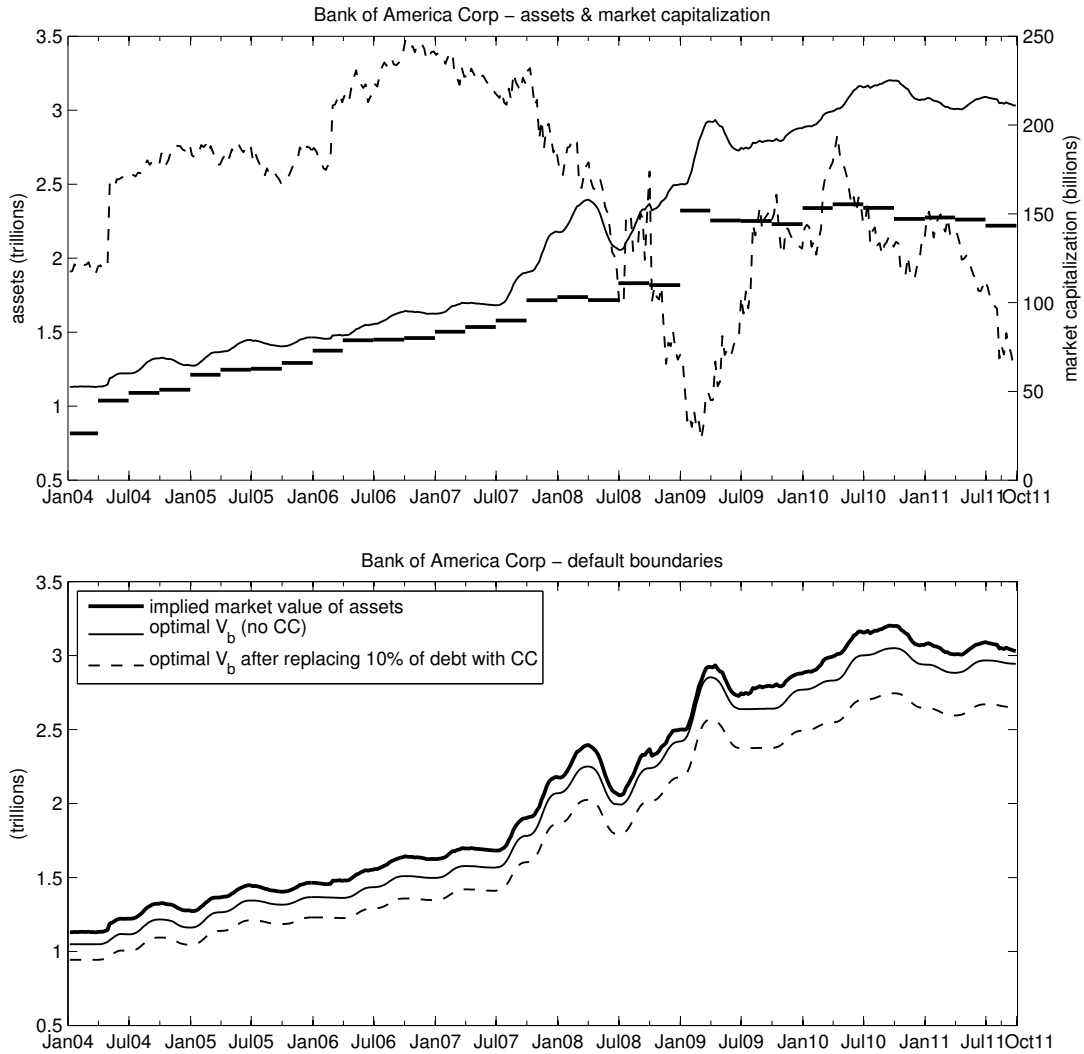 Bank of America Corp − assets & market capitalization
3.5
3
2.5
2
1.5
1
0.5
assets (trillions)
250
200
150
100
50
0
market capitalization (billions)
Jan04 Jul04 Jan05 Jul05 Jan06 Jul06 Jan07 Jul07 Jan08 Jul08 Jan09 Jul09 Jan10 Jul10 Jan11 Jul11Oct11
Bank of America Corp − default boundaries
3.5
3
2.5
2
1.5
1
0.5
(trillions)
implied market value of assets
optimal V_b (no CC)
optimal V_b after replacing 10% of debt with CC
Jan04 Jul04 Jan05 Jul05 Jan06 Jul06 Jan07 Jul07 Jan08 Jul08 Jan09 Jul09 Jan10 Jul10 Jan11 Jul11Oct11